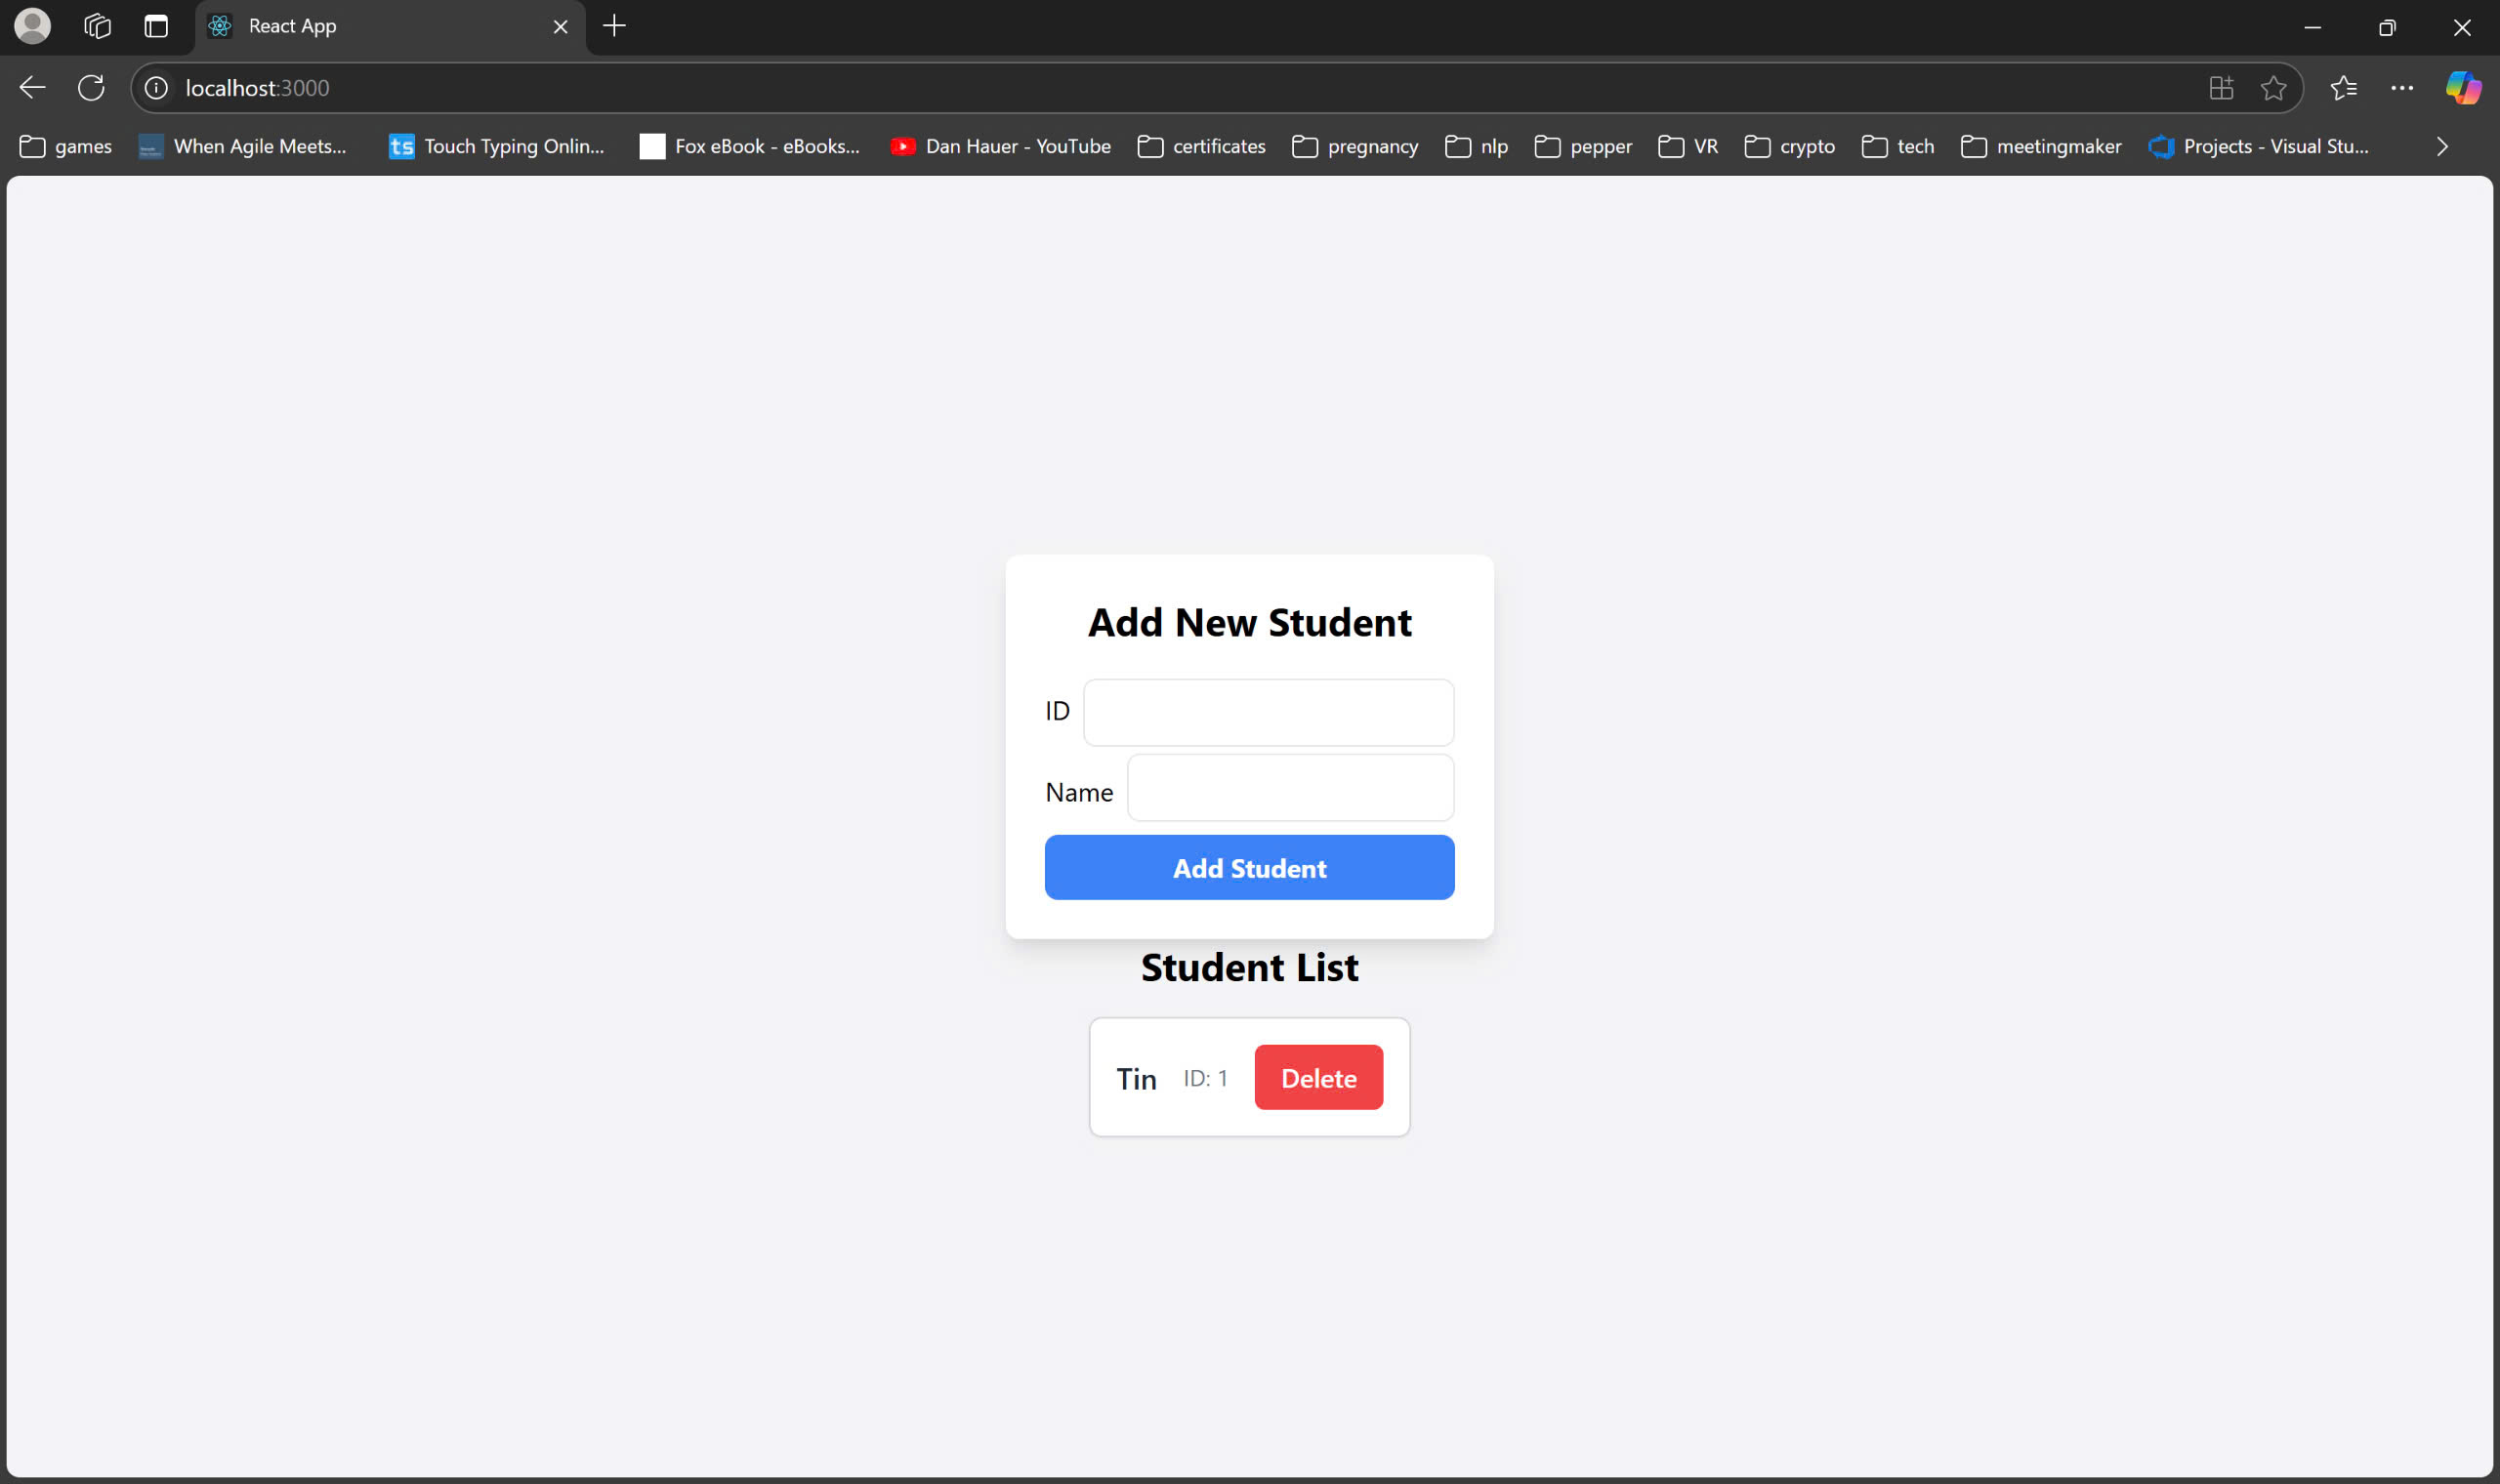 React App
localhost:3000
games
When Agile Meets...
ts
Touch Typing Onlin...
Fox eBook - eBooks...
Dan Hauer - YouTube
certificates
pregnancy
nlp
pepper
VR
crypto
tech
meetingmaker
Projects - Visual Stu...
Add New Student
ID
Name
Add Student
Student List
Tin ID: 1 Delete